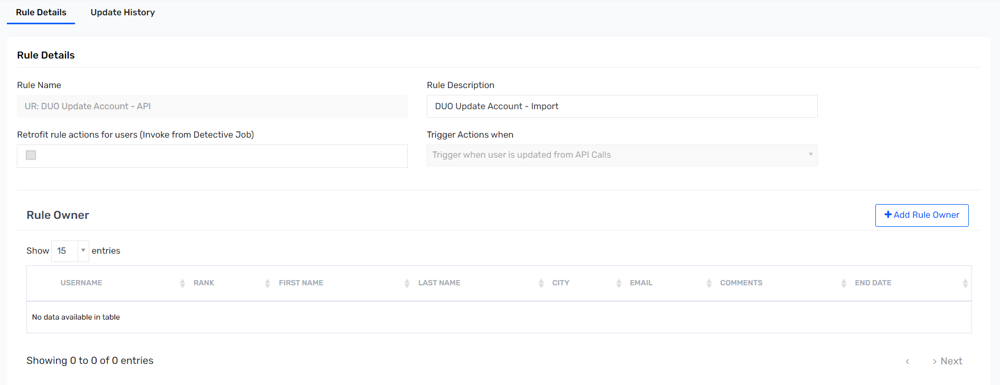 Rule Details Update History
Rule Details
Rule Name Rule Description
UR: DUO Update Account - API DUO Update Account - Import
Retrofit rule actions for users (Invoke from Detective Job) Trigger Actions when
Trigger when user is updated from API Calls
Rule Owner + Add Rule Owner
Show 15 entries
USERNAME RANK FIRST NAME LAST NAME CITY EMAIL COMMENTS END DATE
No data available in table
Showing 0 to 0 of 0 entries < > Next